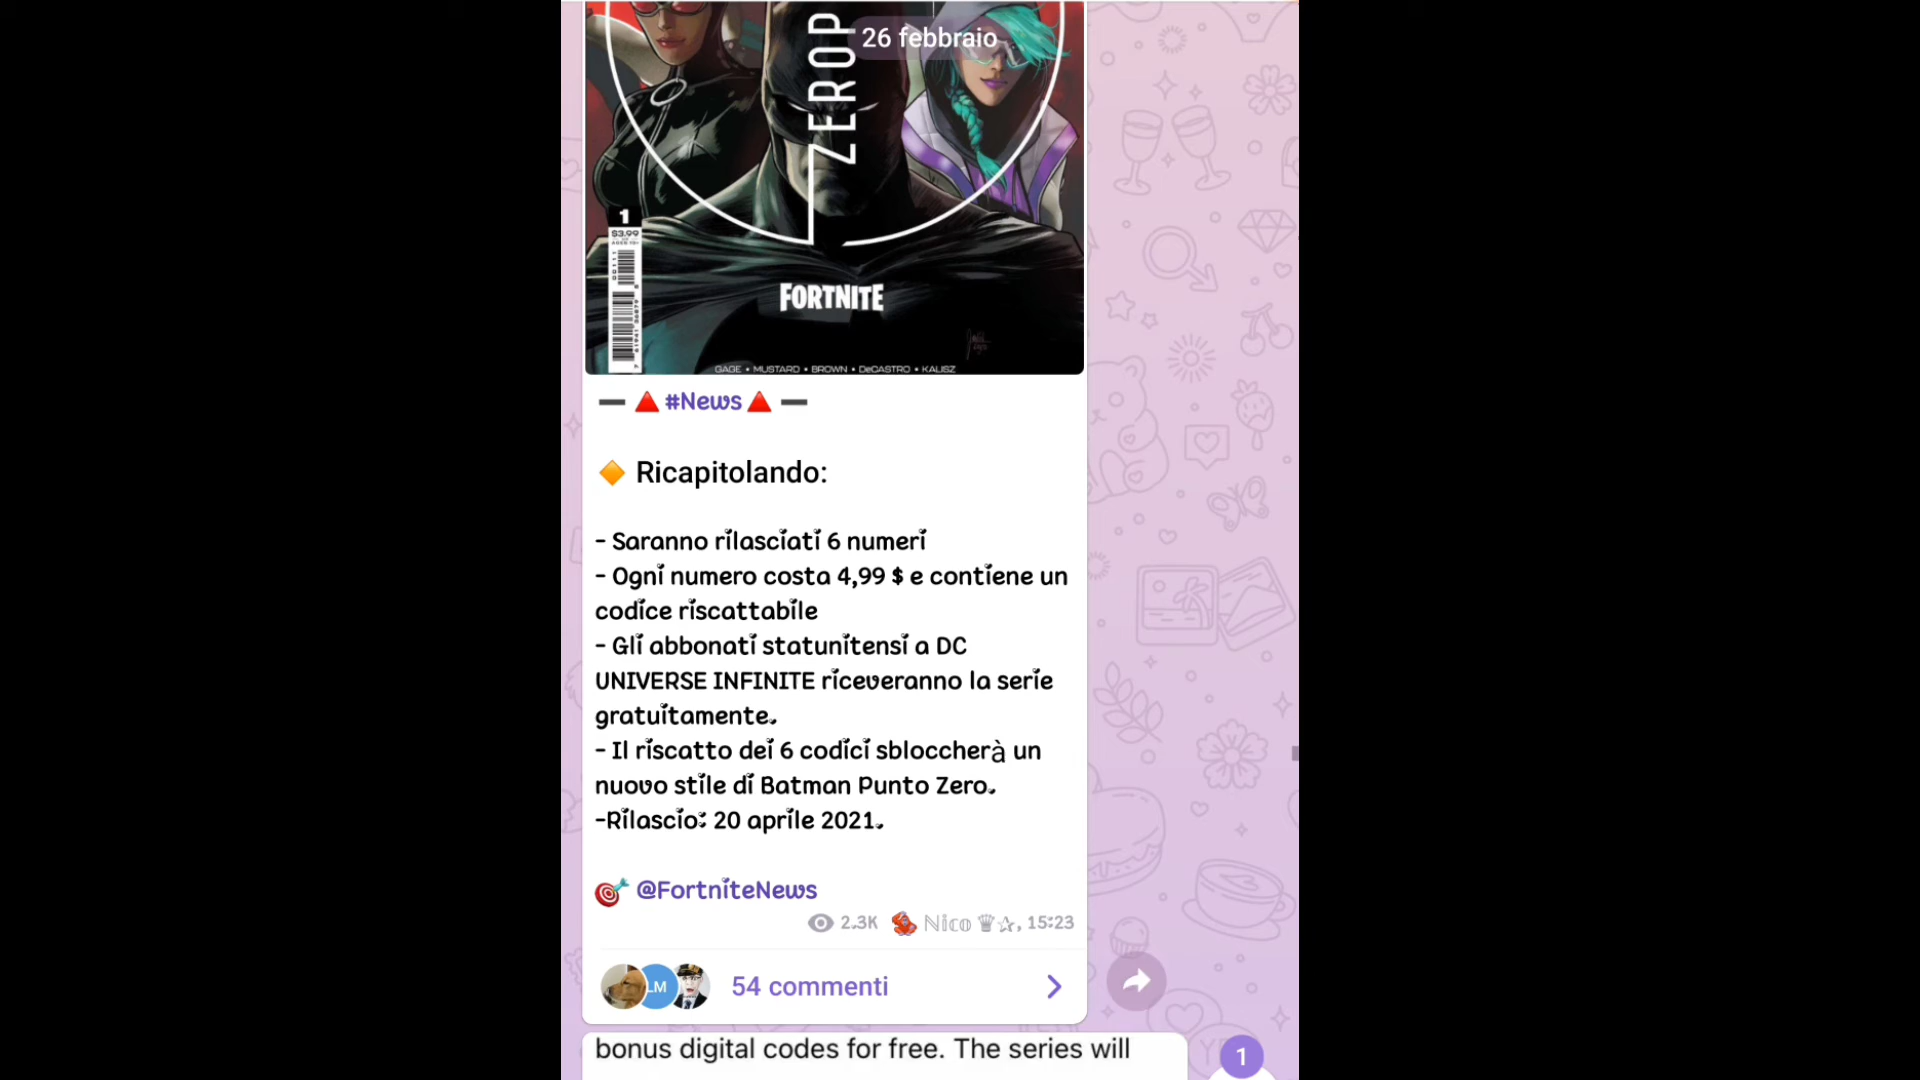 26 febbraio
ZEROP
1
$3.99
FORTNITE
GAGE • MUSTARD • BROWN • DeCASTRO • KALISZ
#News
Ricapitolando:
- Saranno rilasciati 6 numeri
- Ogni numero costa 4,99 $ e contiene un
codice riscattabile
- Gli abbonati statunitensi a DC
UNIVERSE INFINITE riceveranno la serie
gratuitamente.
- Il riscatto dei 6 codici sbloccherà un
nuovo stile di Batman Punto Zero.
-Rilascio: 20 aprile 2021.
@FortniteNews
2.3K Nico ♕☆, 15:23
LM
54 commenti
bonus digital codes for free. The series will
1